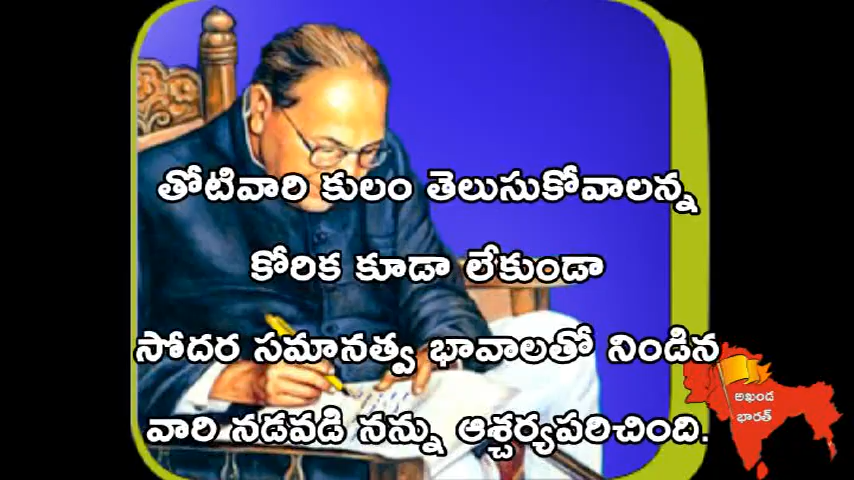 తోటివారి కులం తెలుసుకోవాలన్న
కోరిక కూడా లేకుండా
సోదర సమానత్వ భావాలతో నిండిన
వారి నడవడి నన్ను ఆశ్చర్యపరిచింది.
అఖండ
భారత్